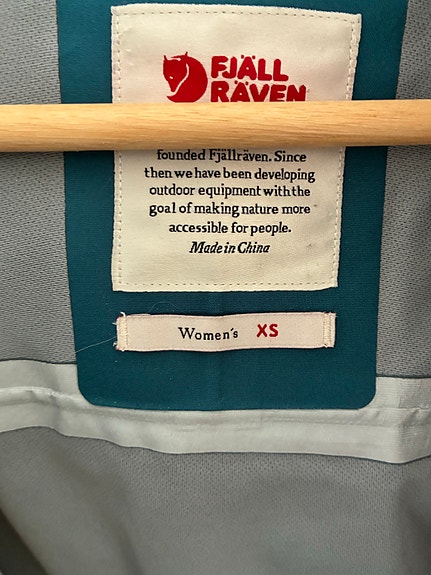 FJÄLL
RÄVEN
founded Fjällräven. Since
then we have been developing
outdoor equipment with the
goal of making nature more
accessible for people.
Made in China
Women's XS